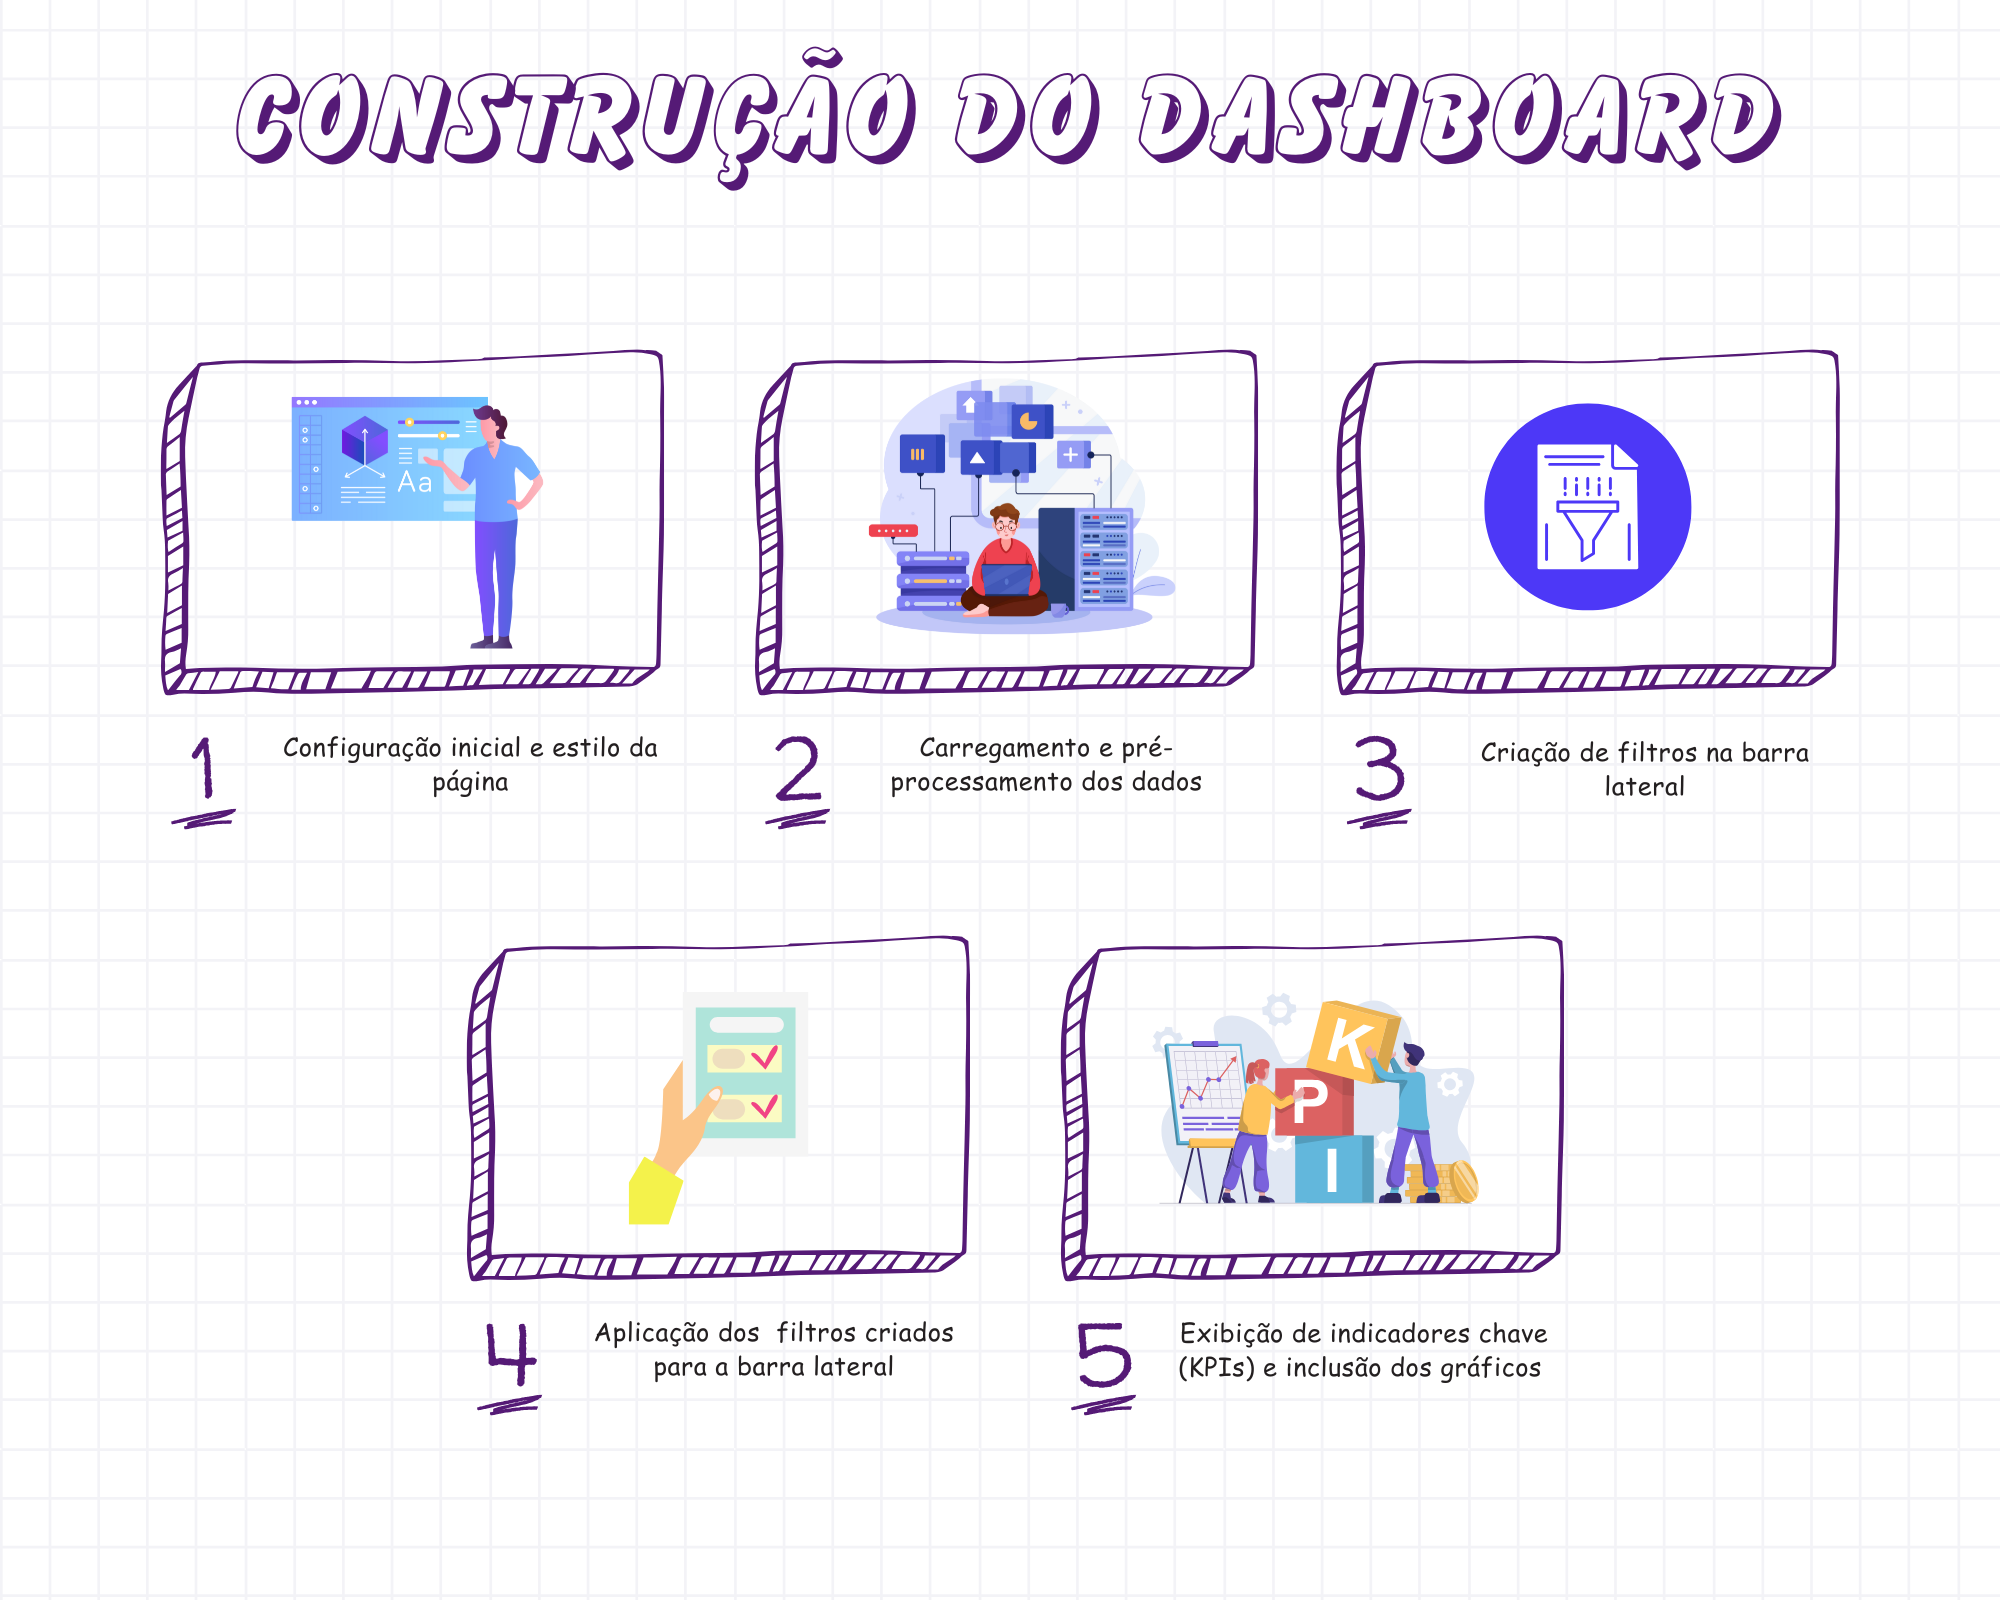 CONSTRUÇÃO DO DASHBOARD
Aa
1
Configuração inicial e estilo da
página
2
Carregamento e pré-
processamento dos dados
3
Criação de filtros na barra
lateral
4
Aplicação dos  filtros criados
para a barra lateral
K
P
I
5
Exibição de indicadores chave
(KPIs) e inclusão dos gráficos